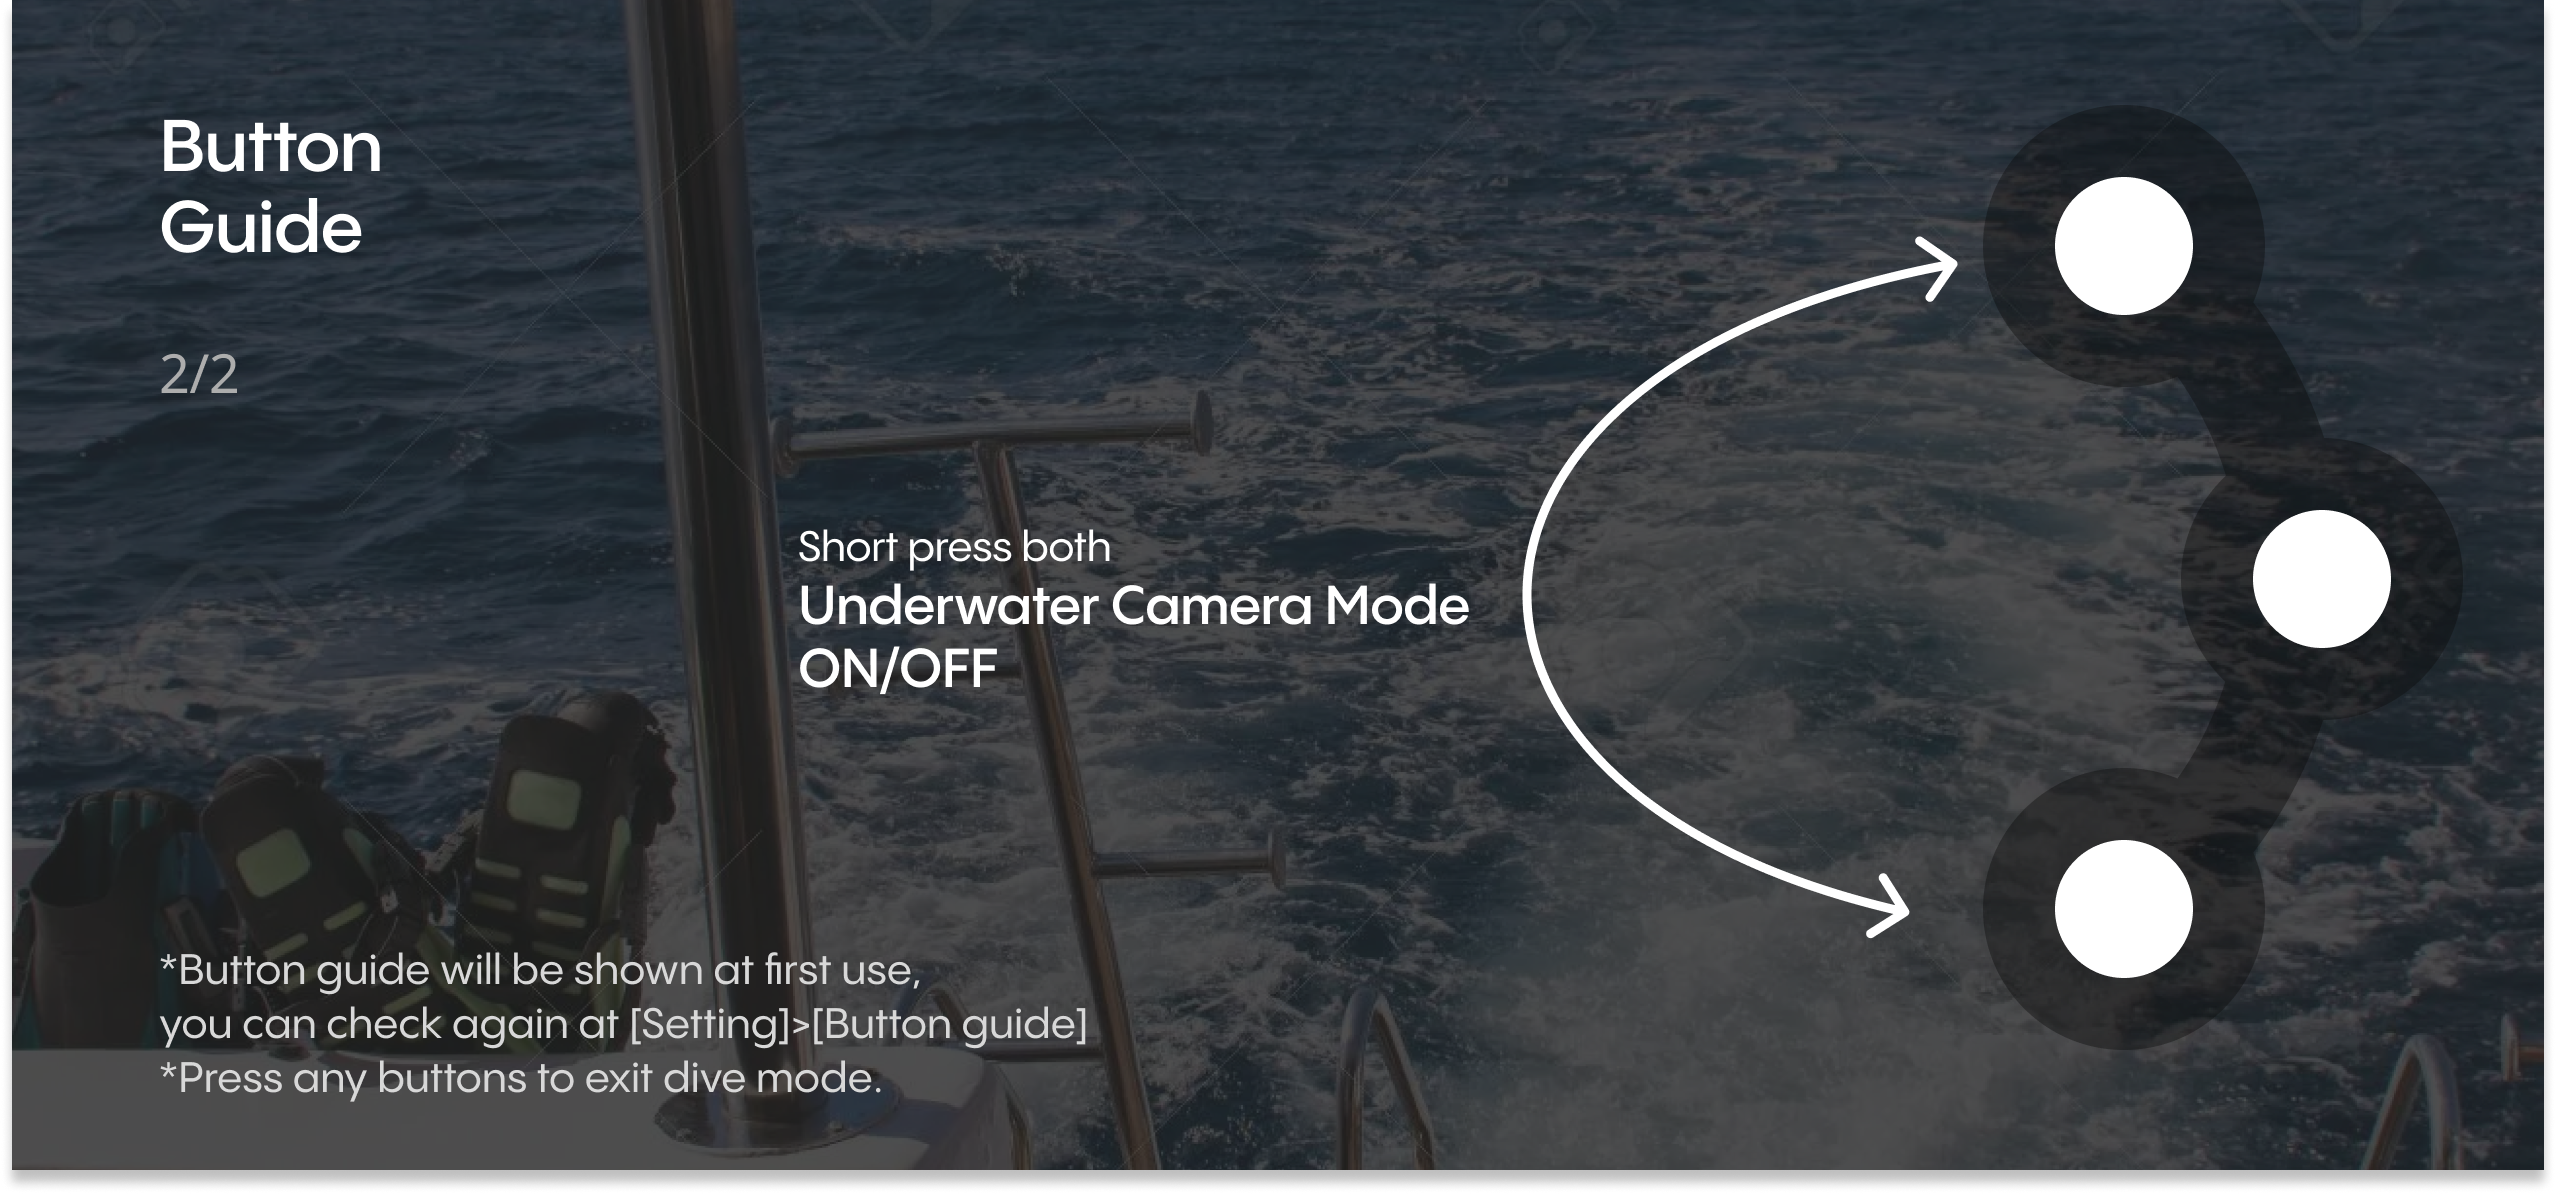 Button
Guide
2/2
Short press both
Underwater Camera Mode
ON/OFF
*Button guide will be shown at first use,
you can check again at [Setting]>[Button guide]
*Press any buttons to exit dive mode.